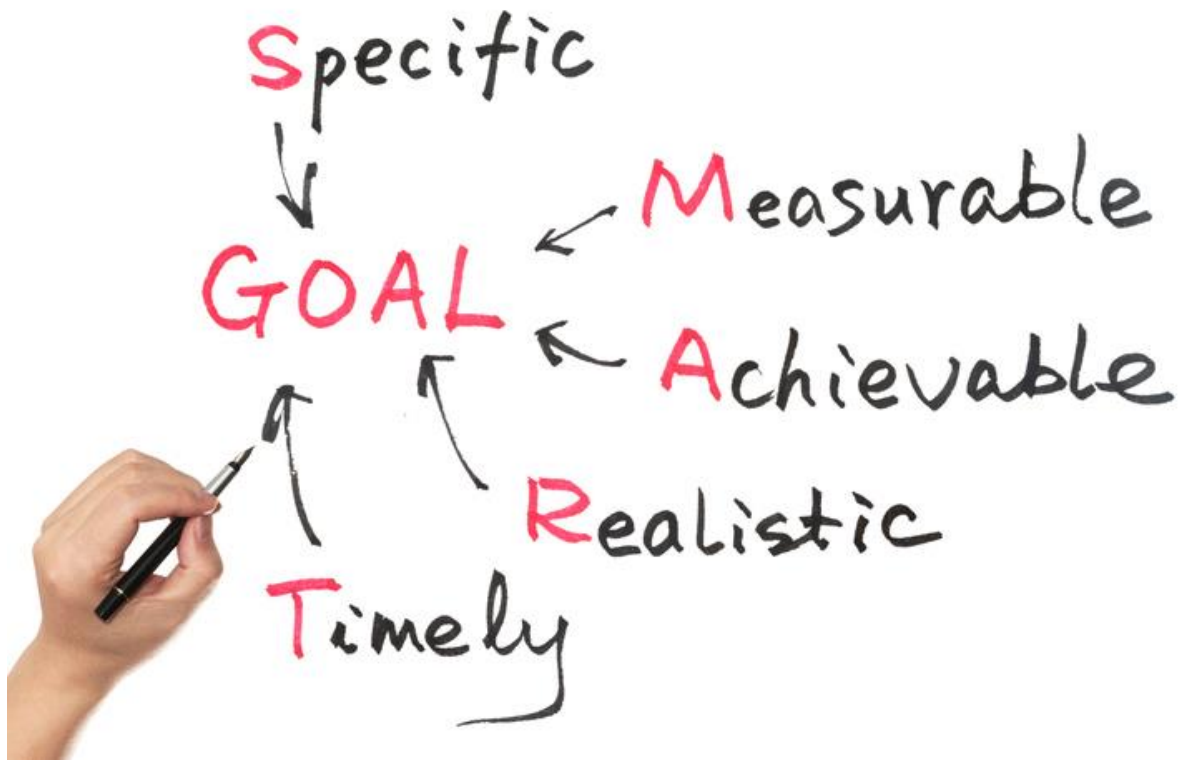 Specific
Measurable
GOAL
Achievable
Realistic
Timely